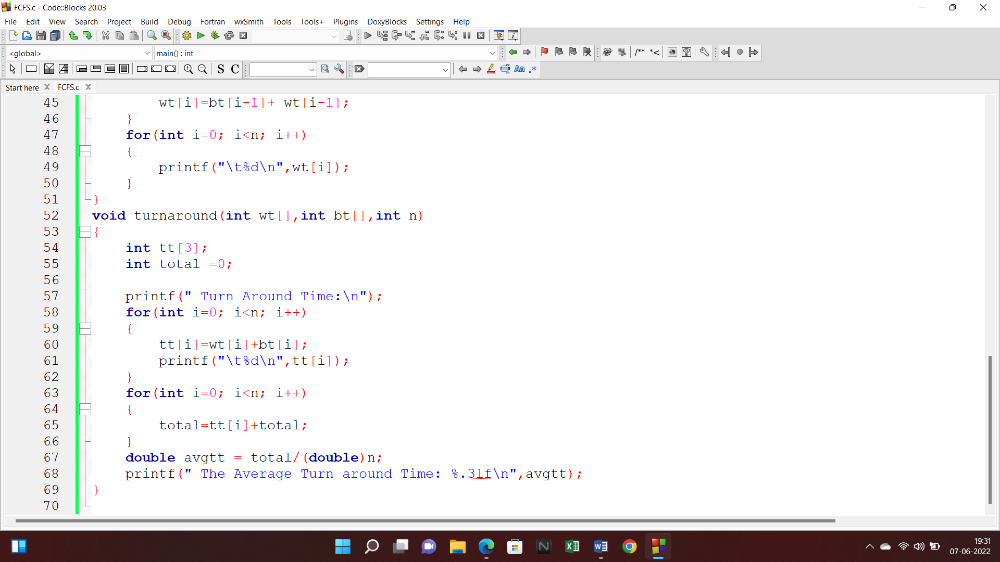 FCFS.c - Code::Blocks 20.03
File Edit View Search Project Build Debug Fortran wxSmith Tools Tools+ Plugins DoxyBlocks Settings Help
<global> main() : int
/** *<
S C Aa .*
Start here FCFS.c
45 wt[i]=bt[i-1]+ wt[i-1];
46 }
47 for(int i=0; i<n; i++)
48 {
49 printf("\t%d\n",wt[i]);
50 }
51 }
52 void turnaround(int wt[],int bt[],int n)
53 {
54 int tt[3];
55 int total =0;
56
57 printf(" Turn Around Time:\n");
58 for(int i=0; i<n; i++)
59 {
60 tt[i]=wt[i]+bt[i];
61 printf("\t%d\n",tt[i]);
62 }
63 for(int i=0; i<n; i++)
64 {
65 total=tt[i]+total;
66 }
67 double avgtt = total/(double)n;
68 printf(" The Average Turn around Time: %.3lf\n",avgtt);
69 }
70
19:31
07-06-2022